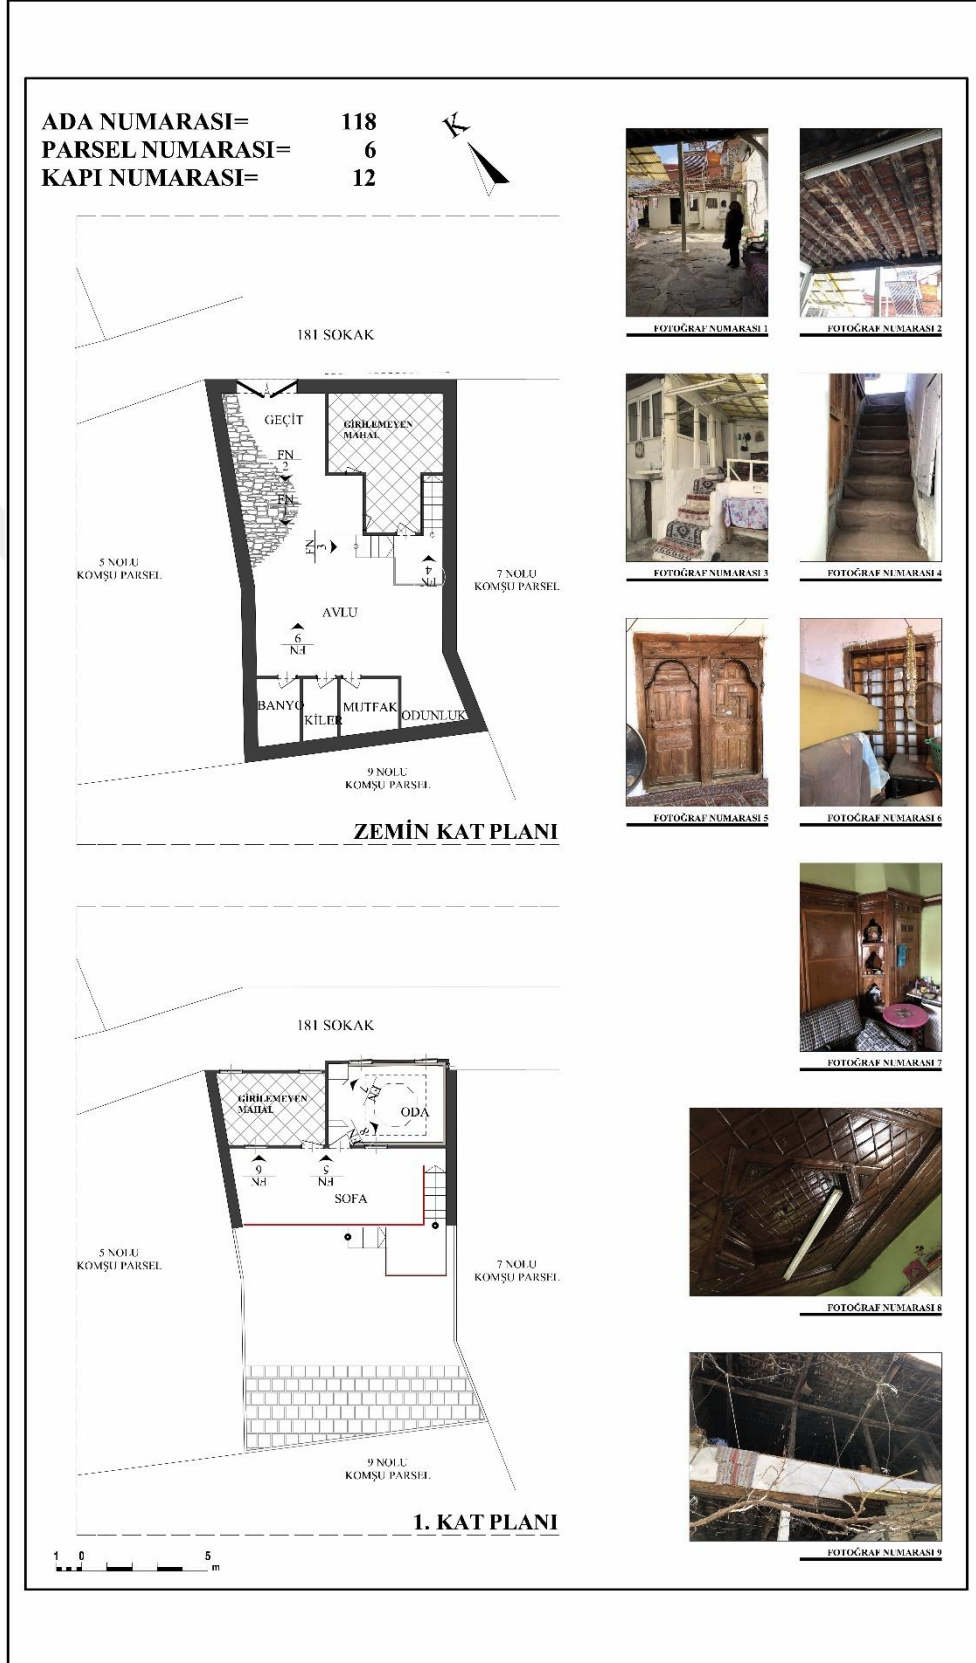 ADA NUMARASI= 118
PARSEL NUMARASI= 6
KAPI NUMARASI= 12
K
181 SOKAK
GEÇİT
GİRİLEMEYEN
MAHAL
FN
2
FN
1
FN
3
FN
4
5 NOLU
KOMŞU PARSEL
7 NOLU
KOMŞU PARSEL
AVLU
FN
9
BANYO
KİLER
MUTFAK
ODUNLUK
9 NOLU
KOMŞU PARSEL
ZEMİN KAT PLANI
181 SOKAK
GİRİLEMEYEN
MAHAL
FN
7
ODA
FN
8
FN
6
FN
5
SOFA
5 NOLU
KOMŞU PARSEL
7 NOLU
KOMŞU PARSEL
9 NOLU
KOMŞU PARSEL
1. KAT PLANI
1 0 5
m
FOTOĞRAF NUMARASI 1
FOTOĞRAF NUMARASI 2
FOTOĞRAF NUMARASI 3
FOTOĞRAF NUMARASI 4
FOTOĞRAF NUMARASI 5
FOTOĞRAF NUMARASI 6
FOTOĞRAF NUMARASI 7
FOTOĞRAF NUMARASI 8
FOTOĞRAF NUMARASI 9